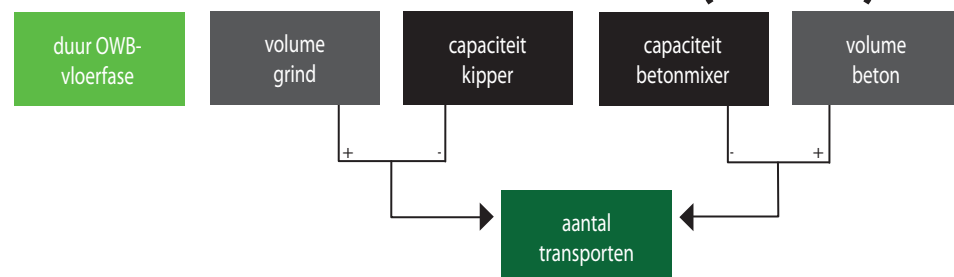 duur OWB-
vloerfase
volume
grind
capaciteit
kipper
capaciteit
betonmixer
volume
beton
+
-
-
+
aantal
transporten